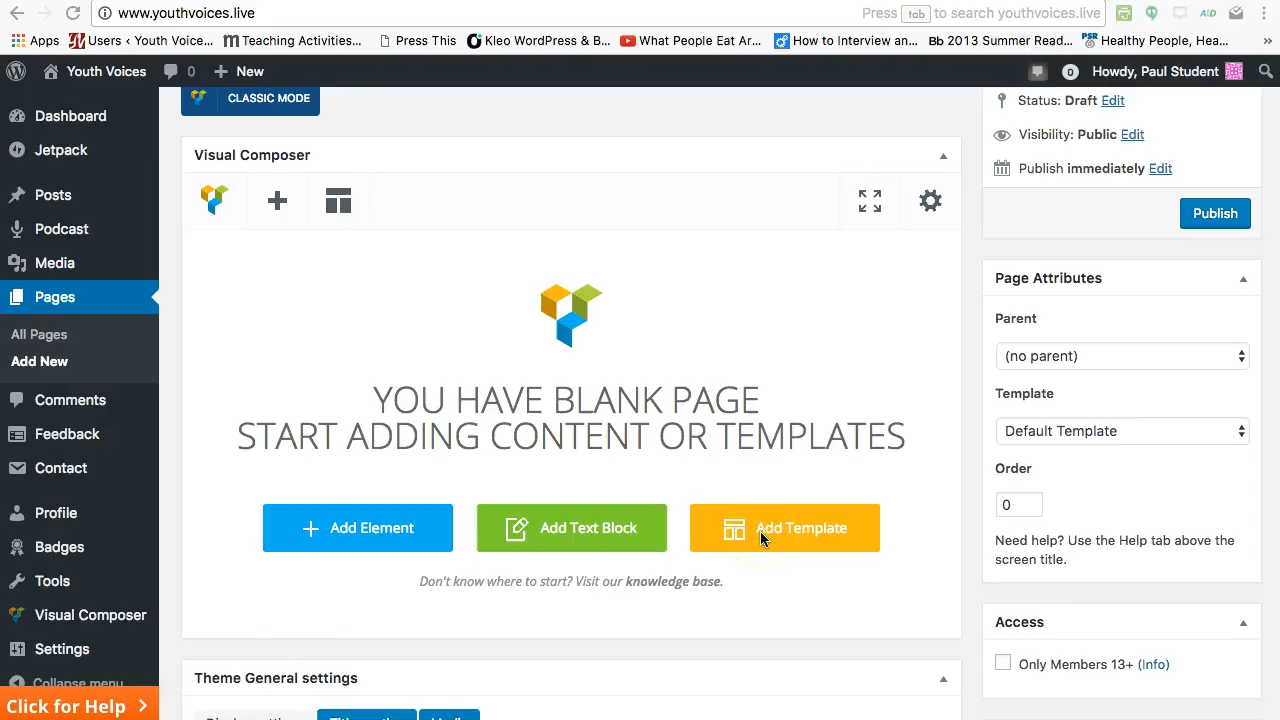 www.youthvoices.live
Press tab to search youthvoices.live
Apps
Users ‹ Youth Voice...
Teaching Activities...
Press This
Kleo WordPress & B...
What People Eat Ar...
How to Interview an...
Bb 2013 Summer Read...
PSR Healthy People, Hea...
»
Youth Voices
0
New
0
Howdy, Paul Student
Dashboard
Jetpack
Posts
Podcast
Media
Pages
All Pages
Add New
Comments
Feedback
Contact
Profile
Badges
Tools
Visual Composer
Settings
Collapse menu
Click for Help
CLASSIC MODE
Visual Composer
YOU HAVE BLANK PAGE
START ADDING CONTENT OR TEMPLATES
Add Element
Add Text Block
Add Template
Don't know where to start? Visit our knowledge base.
Theme General settings
Status: Draft Edit
Visibility: Public Edit
Publish immediately Edit
Publish
Page Attributes
Parent
(no parent)
Template
Default Template
Order
0
Need help? Use the Help tab above the
screen title.
Access
Only Members 13+ (Info)